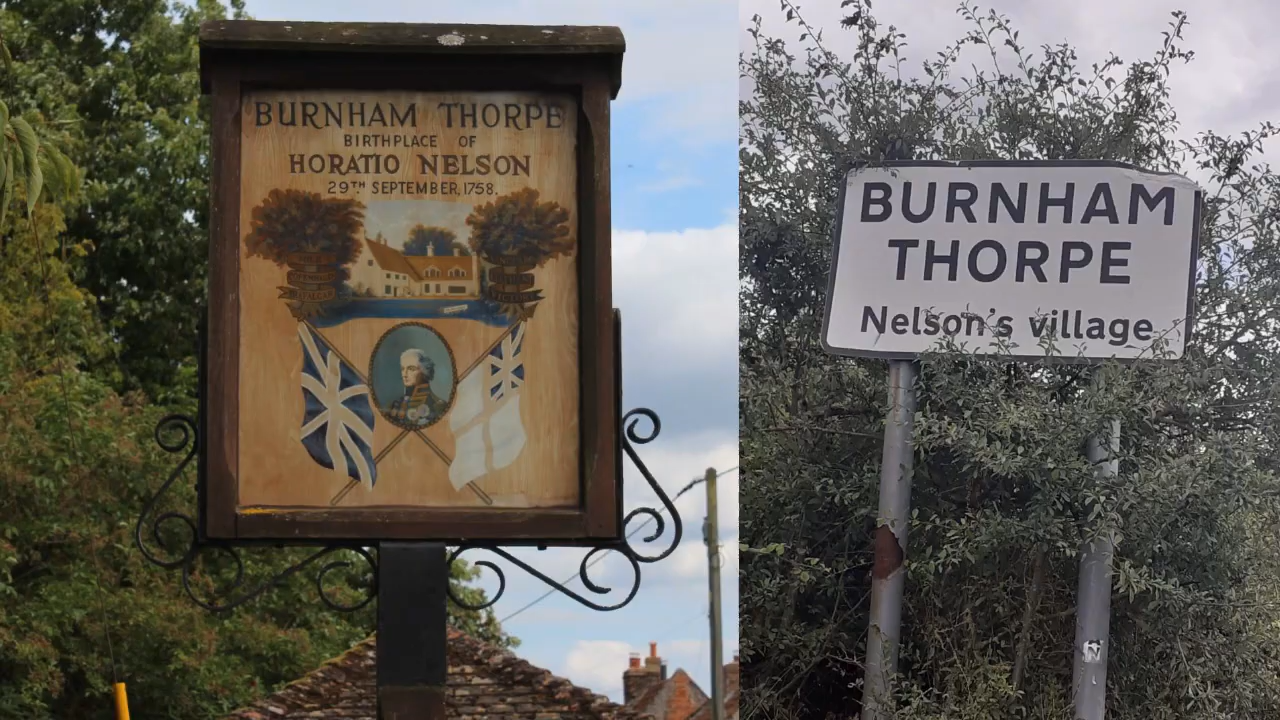 BURNHAM THORPE
BIRTHPLACE OF
HORATIO NELSON
29TH SEPTEMBER, 1758.
BURNHAM
THORPE
Nelson's village